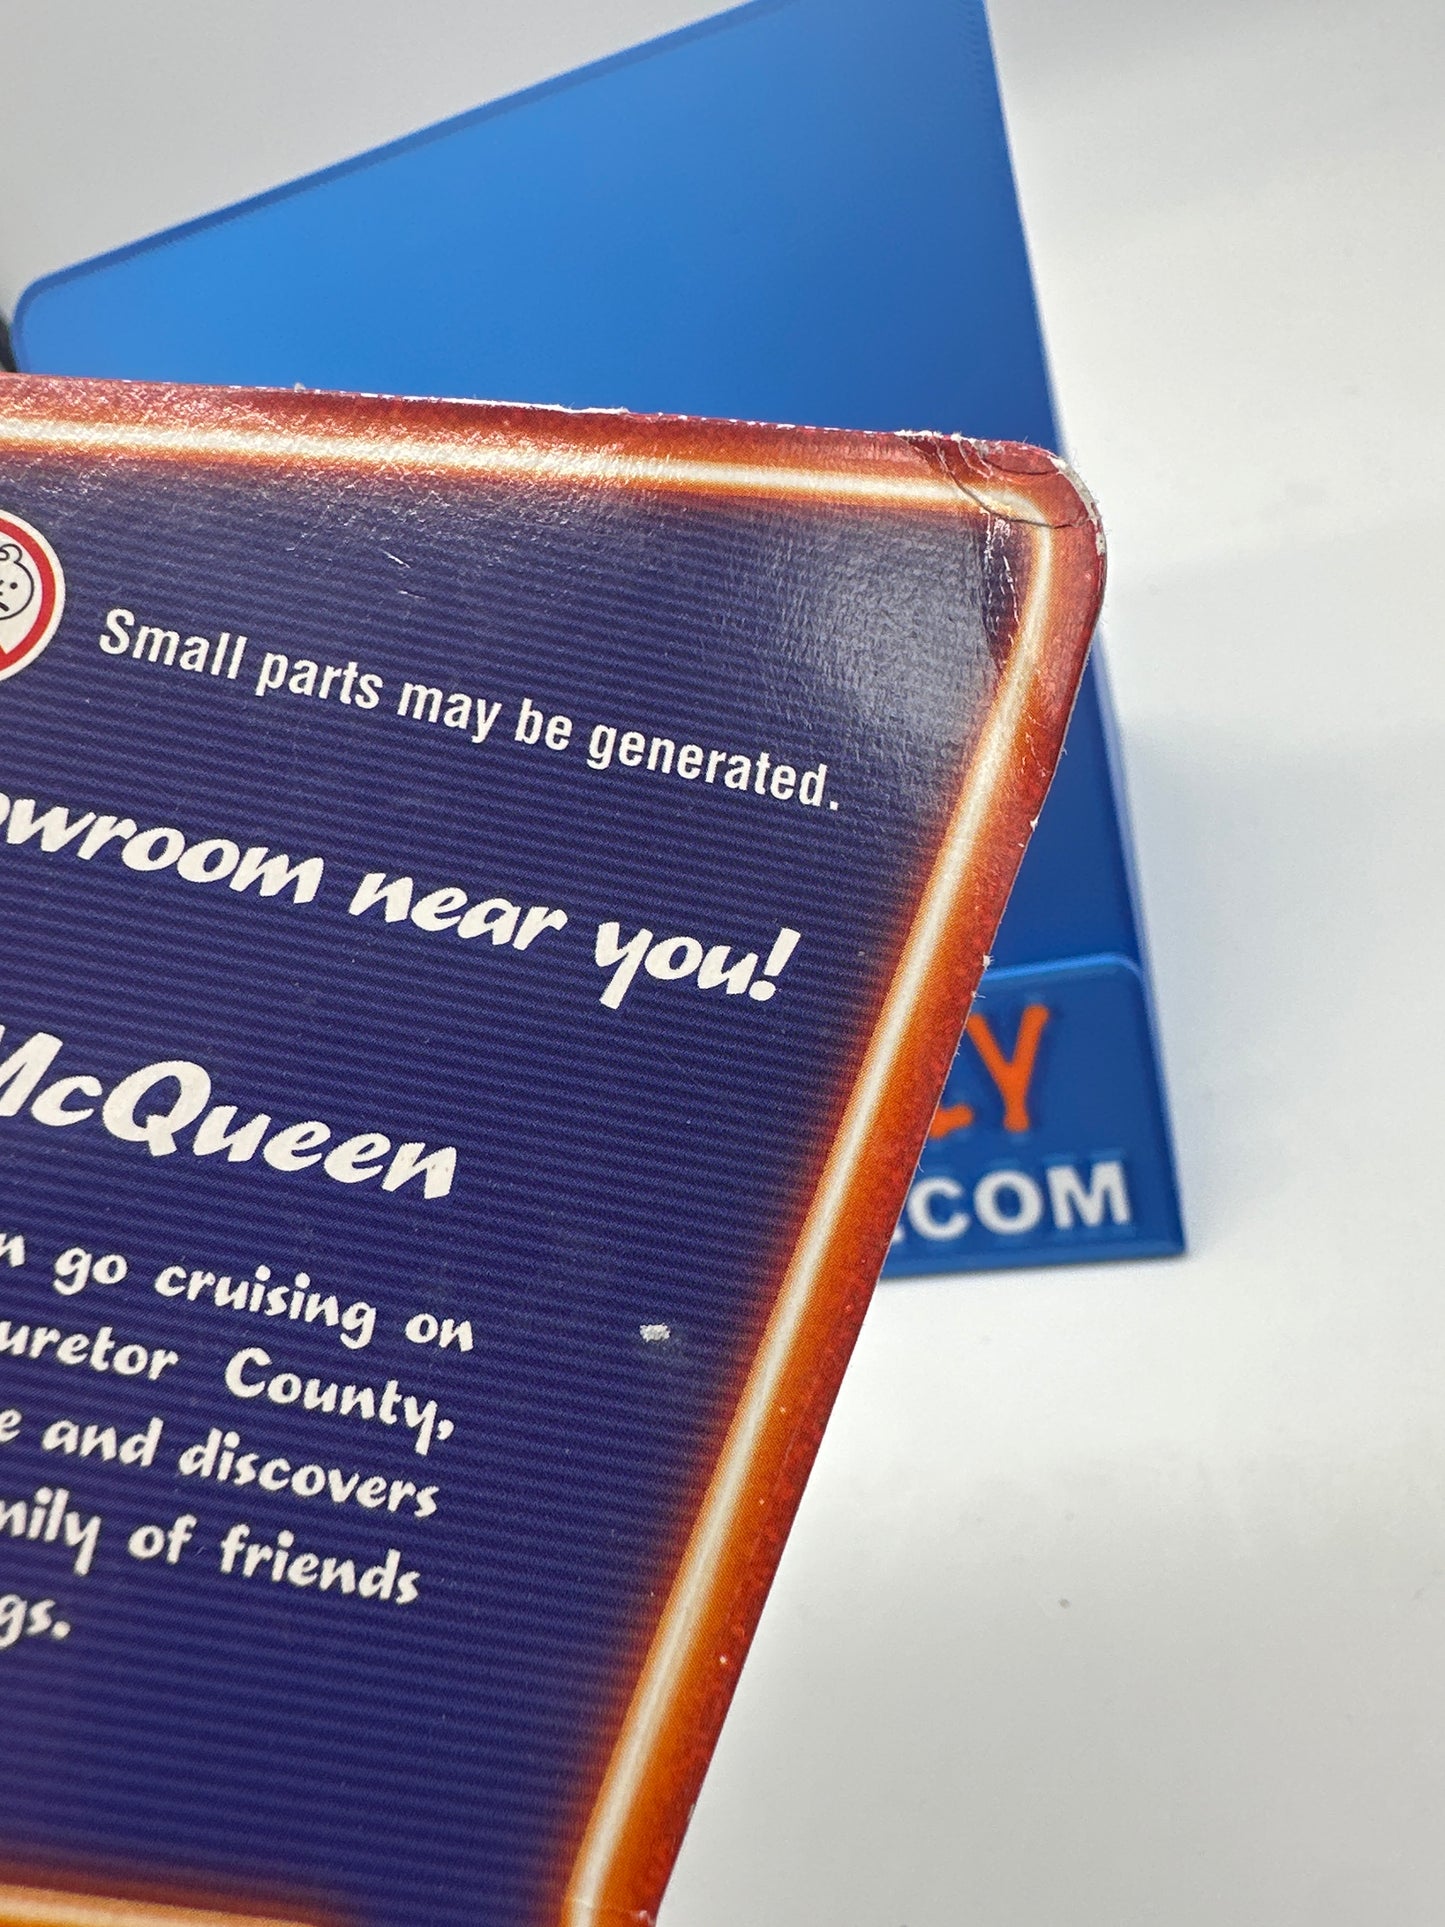 Small parts may be generated.
owroom near you!
McQueen
n go cruising on
uretor County,
e and discovers
mily of friends
gs.
LY
.COM